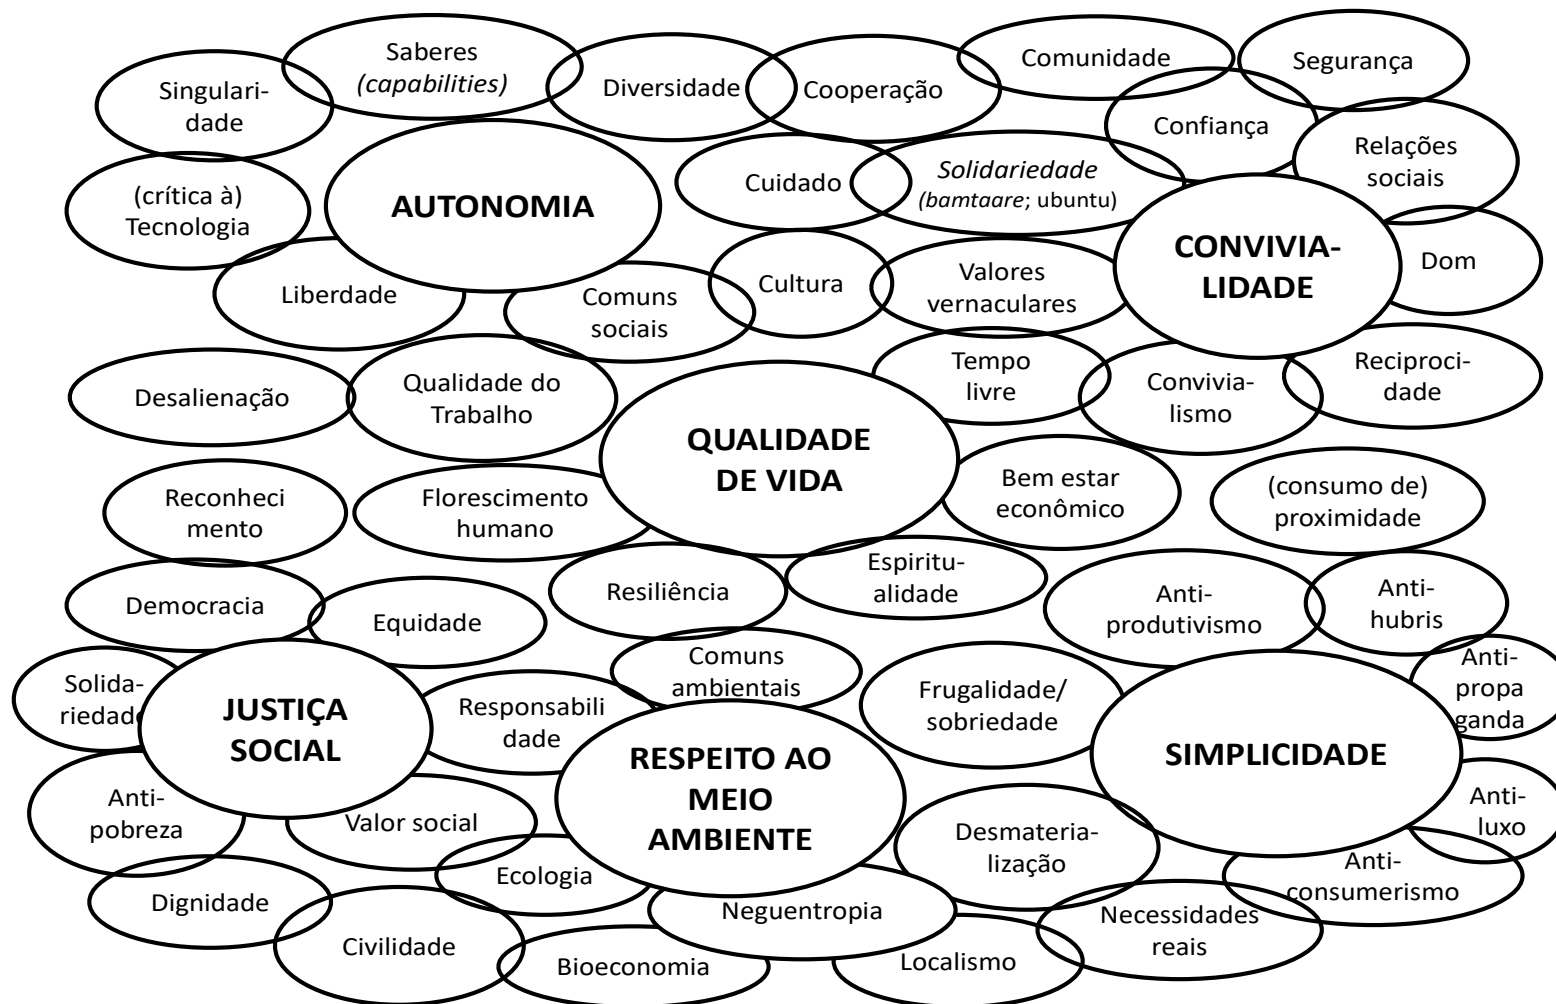 Saberes
(capabilities)
Singulari-
dade
Diversidade
Cooperação
Comunidade
Segurança
Confiança
Relações
sociais
(crítica à)
Tecnologia
AUTONOMIA
Cuidado
Solidariedade
(bamtaare; ubuntu)
CONVIVIA-
LIDADE
Dom
Liberdade
Comuns
sociais
Cultura
Valores
vernaculares
Desalienação
Qualidade do
Trabalho
Tempo
livre
Convivia-
lismo
Reciproci-
dade
QUALIDADE
DE VIDA
Reconheci
mento
Florescimento
humano
Bem estar
econômico
(consumo de)
proximidade
Democracia
Equidade
Resiliência
Espiritu-
alidade
Anti-
produtivismo
Anti-
hubris
Solida-
riedade
JUSTIÇA
SOCIAL
Responsabili
dade
Comuns
ambientais
Frugalidade/
sobriedade
SIMPLICIDADE
Anti-
propa
ganda
RESPEITO AO
MEIO
AMBIENTE
Anti-
pobreza
Valor social
Desmateria-
lização
Anti-
luxo
Ecologia
Anti-
consumerismo
Dignidade
Civilidade
Neguentropia
Necessidades
reais
Bioeconomia
Localismo